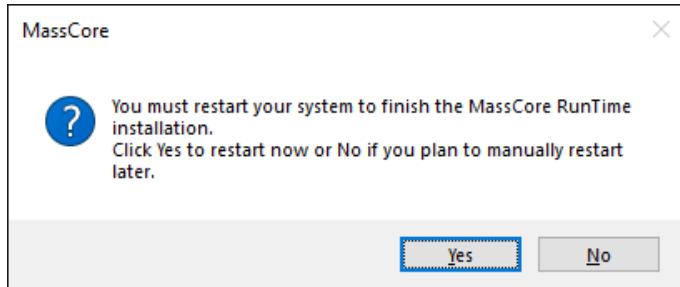 MassCore
You must restart your system to finish the MassCore RunTime
installation.
Click Yes to restart now or No if you plan to manually restart
later.
Yes
No